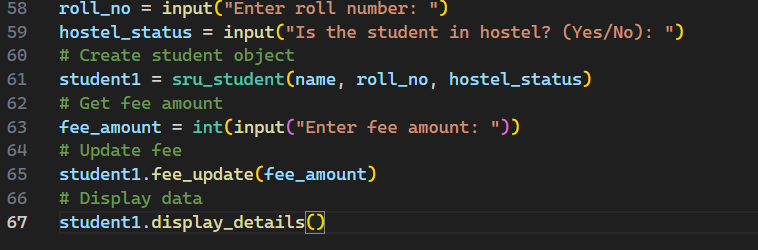 58 roll_no = input("Enter roll number: ")
59 hostel_status = input("Is the student in hostel? (Yes/No): ")
60 # Create student object
61 student1 = sru_student(name, roll_no, hostel_status)
62 # Get fee amount
63 fee_amount = int(input("Enter fee amount: "))
64 # Update fee
65 student1.fee_update(fee_amount)
66 # Display data
67 student1.display_details()